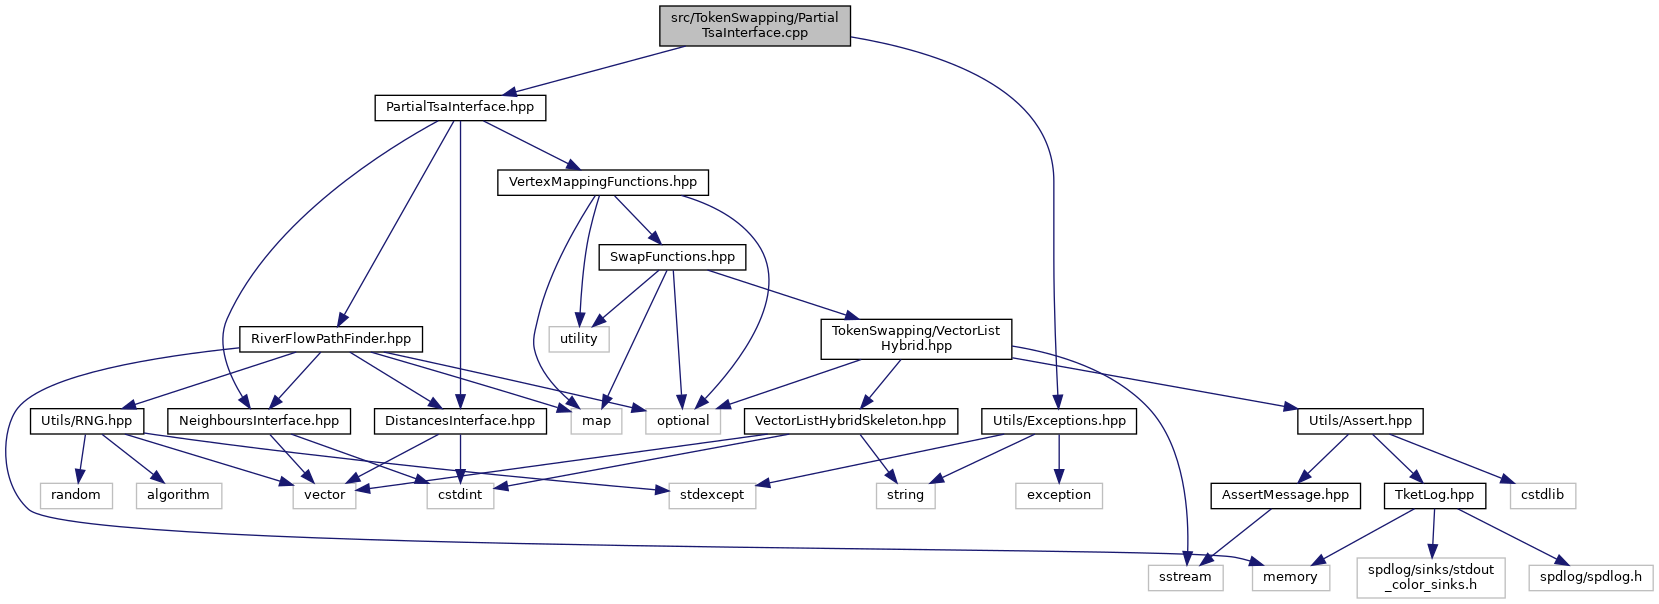 src/TokenSwapping/Partial
TsaInterface.cpp
PartialTsaInterface.hpp
VertexMappingFunctions.hpp
SwapFunctions.hpp
RiverFlowPathFinder.hpp
utility
TokenSwapping/VectorList
Hybrid.hpp
Utils/RNG.hpp
NeighboursInterface.hpp
DistancesInterface.hpp
map
optional
VectorListHybridSkeleton.hpp
Utils/Exceptions.hpp
Utils/Assert.hpp
random
algorithm
vector
cstdint
stdexcept
string
exception
AssertMessage.hpp
TketLog.hpp
cstdlib
sstream
memory
spdlog/sinks/stdout
_color_sinks.h
spdlog/spdlog.h